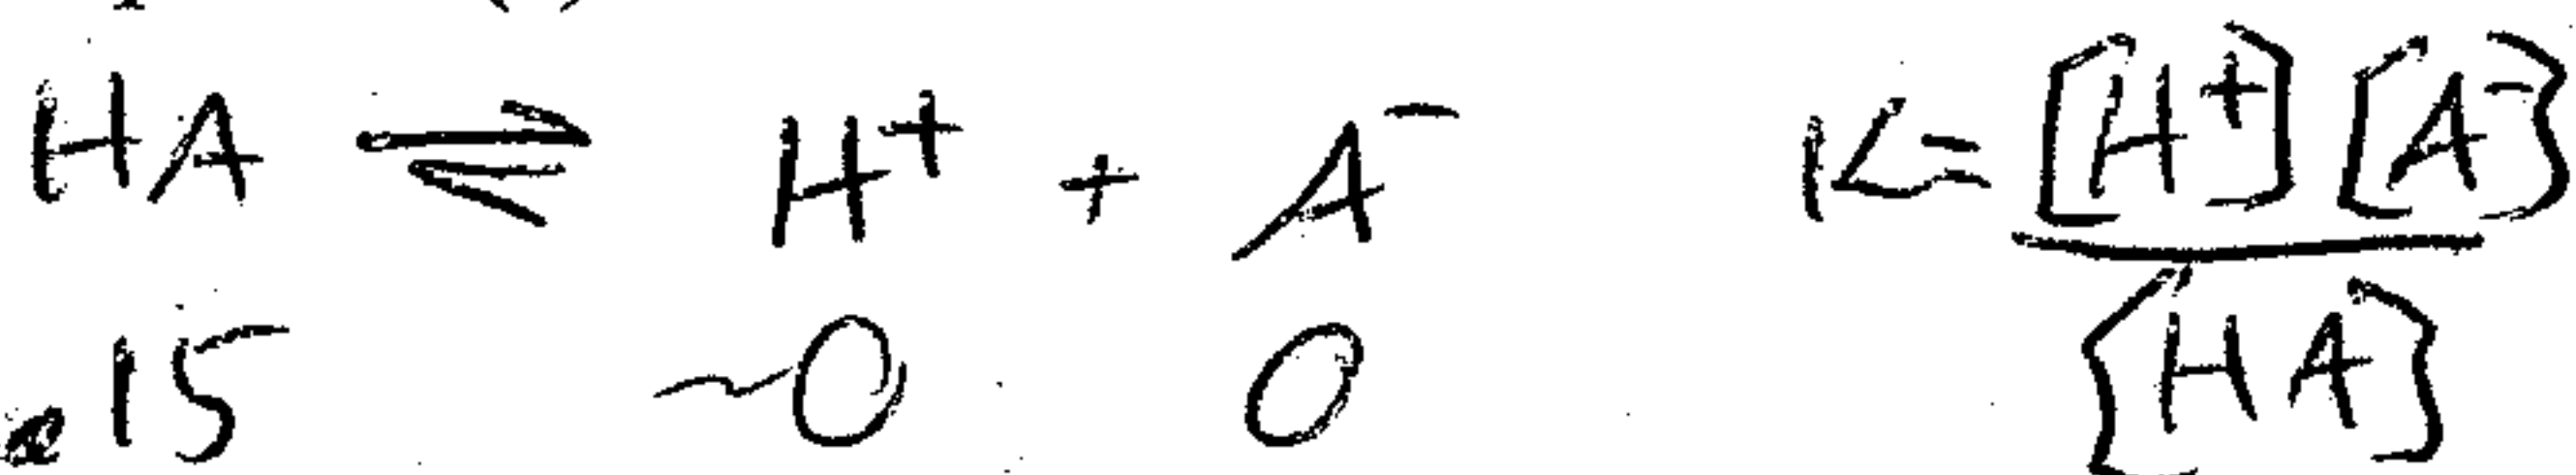 HA ⇌ H⁺ + A⁻ K = [H⁺][A⁻]
[HA]
.15 ~0 0